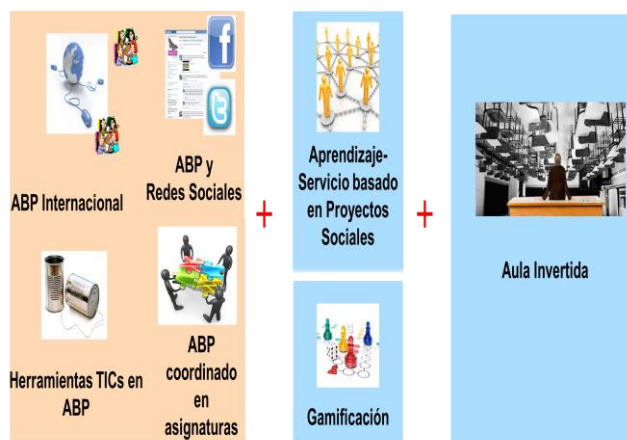 ABP Internacional
ABP y
Redes Sociales
Herramientas TICs en
ABP
ABP
coordinado
en
asignaturas
+
Aprendizaje-
Servicio basado
en Proyectos
Sociales
Gamificación
+
Aula Invertida